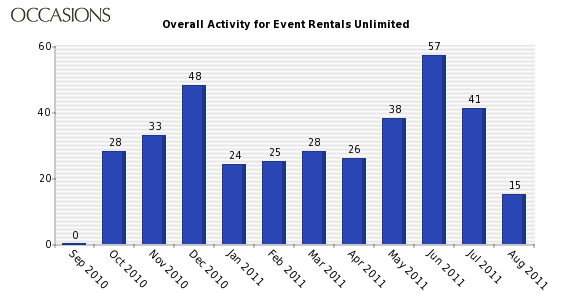 OCCASIONS
Overall Activity for Event Rentals Unlimited
60
40
20
0
0
28
33
48
24
25
28
26
38
57
41
15
Sep 2010
Oct 2010
Nov 2010
Dec 2010
Jan 2011
Feb 2011
Mar 2011
Apr 2011
May 2011
Jun 2011
Jul 2011
Aug 2011